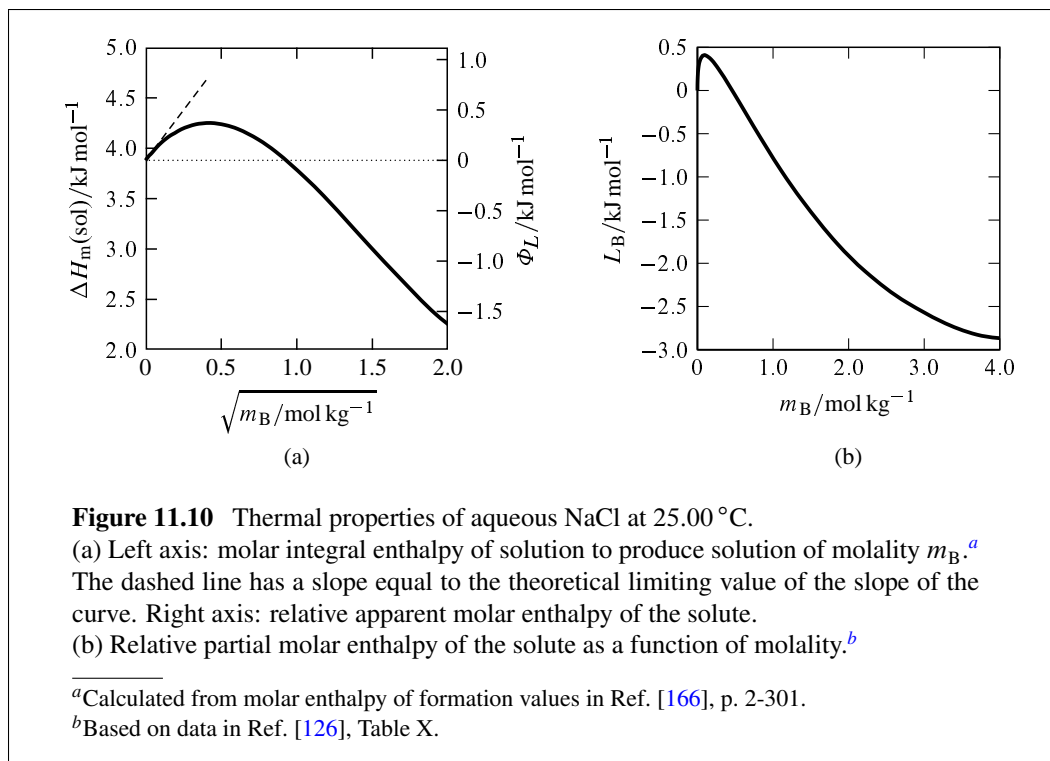 5.0
4.5
4.0
3.5
3.0
2.5
2.0
ΔH_m(sol)/kJ mol⁻¹
0
0.5
1.0
1.5
2.0
√(m_B/mol kg⁻¹)
1.0
0.5
0
−0.5
−1.0
−1.5
Φ_L/kJ mol⁻¹
(a)
0.5
0
−0.5
−1.0
−1.5
−2.0
−2.5
−3.0
L_B/kJ mol⁻¹
0
1.0
2.0
3.0
4.0
m_B/mol kg⁻¹
(b)
Figure 11.10 Thermal properties of aqueous NaCl at 25.00 °C.
(a) Left axis: molar integral enthalpy of solution to produce solution of molality m_B.ᵃ
The dashed line has a slope equal to the theoretical limiting value of the slope of the
curve. Right axis: relative apparent molar enthalpy of the solute.
(b) Relative partial molar enthalpy of the solute as a function of molality.ᵇ
ᵃCalculated from molar enthalpy of formation values in Ref. [166], p. 2-301.
ᵇBased on data in Ref. [126], Table X.